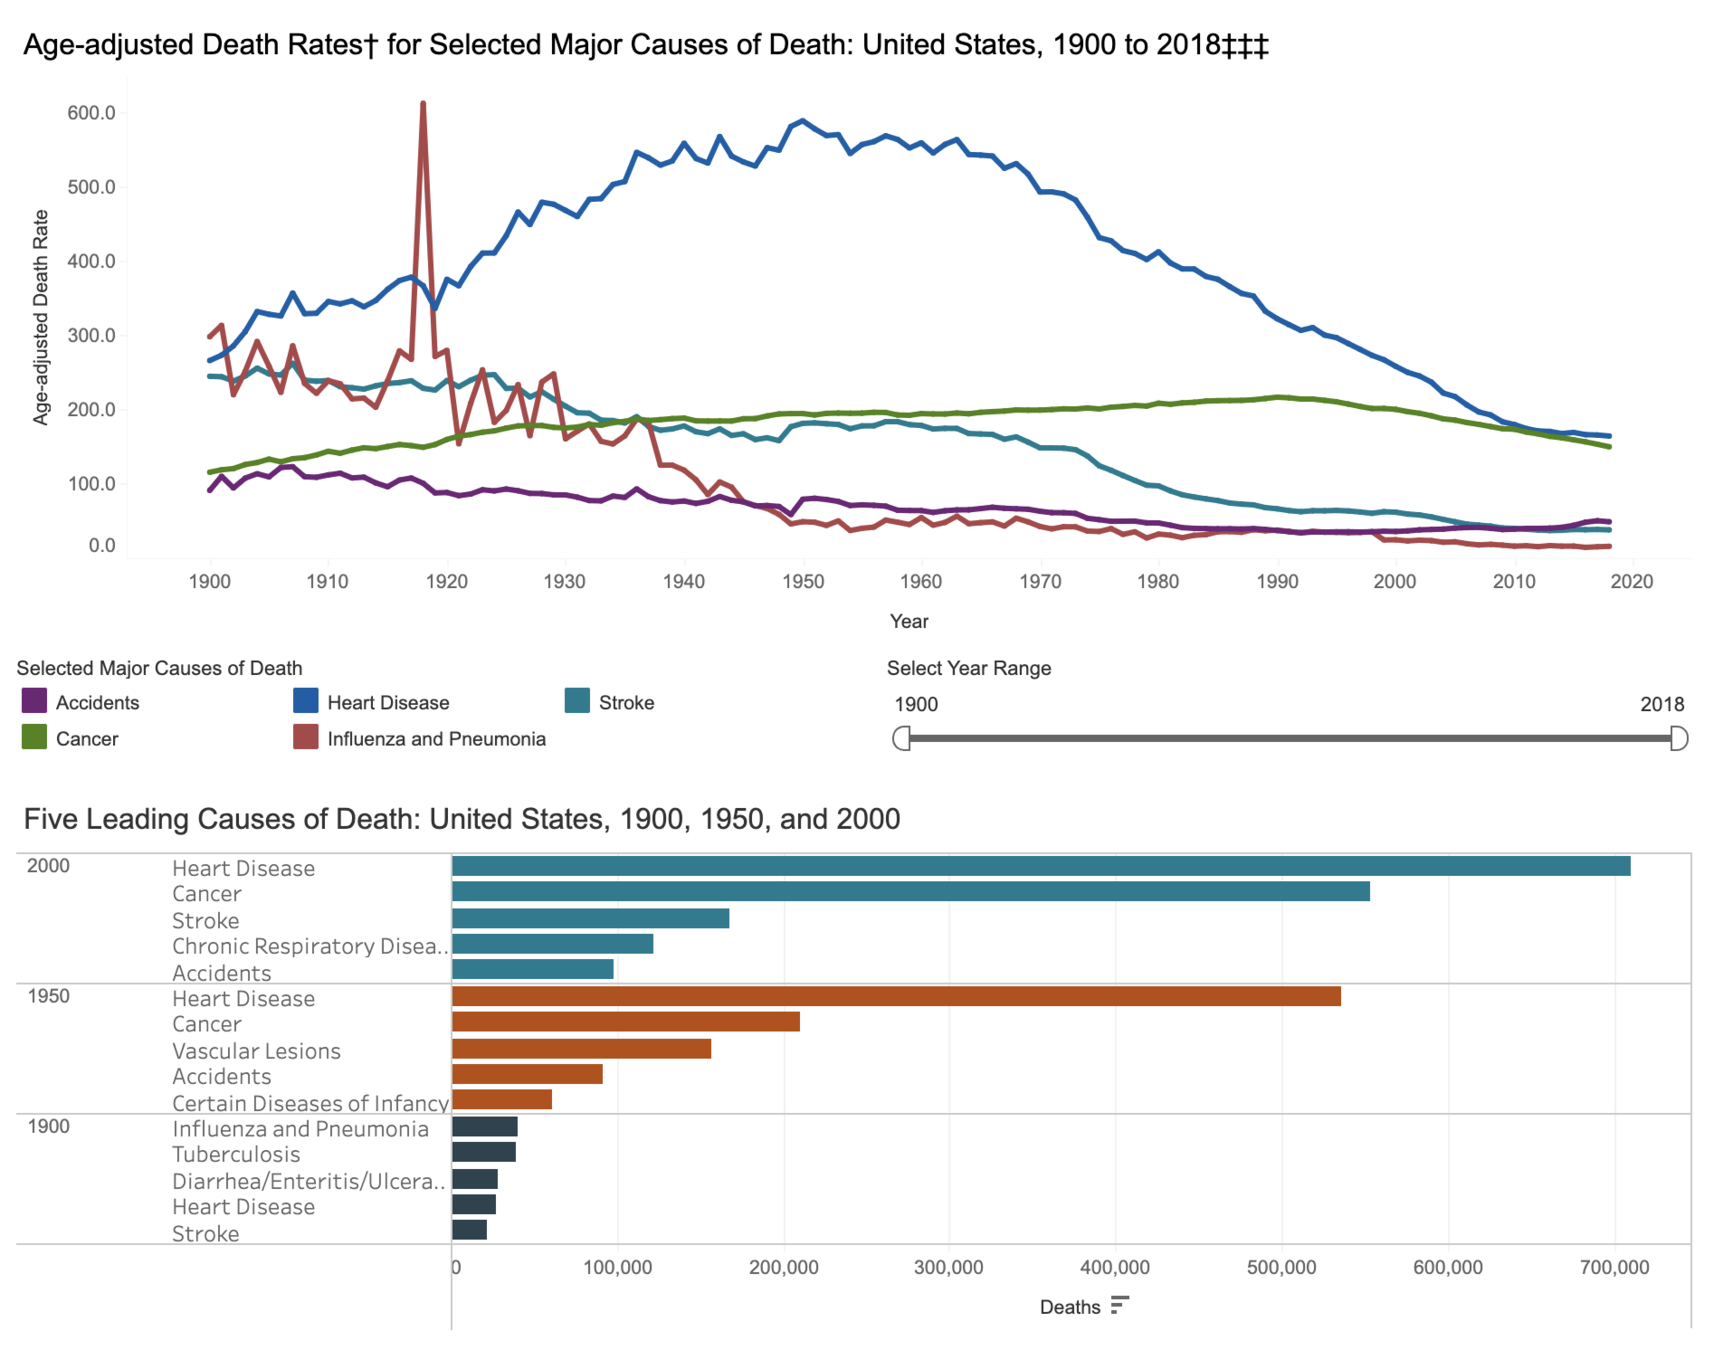 Age-adjusted Death Rates† for Selected Major Causes of Death: United States, 1900 to 2018‡‡‡
Age-adjusted Death Rate
600.0
500.0
400.0
300.0
200.0
100.0
0.0
1900 1910 1920 1930 1940 1950 1960 1970 1980 1990 2000 2010 2020
Year
Selected Major Causes of Death
Accidents Heart Disease Stroke
Cancer Influenza and Pneumonia
Select Year Range
1900 2018
Five Leading Causes of Death: United States, 1900, 1950, and 2000
2000 Heart Disease
Cancer
Stroke
Chronic Respiratory Disea..
Accidents
1950 Heart Disease
Cancer
Vascular Lesions
Accidents
Certain Diseases of Infancy
1900 Influenza and Pneumonia
Tuberculosis
Diarrhea/Enteritis/Ulcera..
Heart Disease
Stroke
0 100,000 200,000 300,000 400,000 500,000 600,000 700,000
Deaths